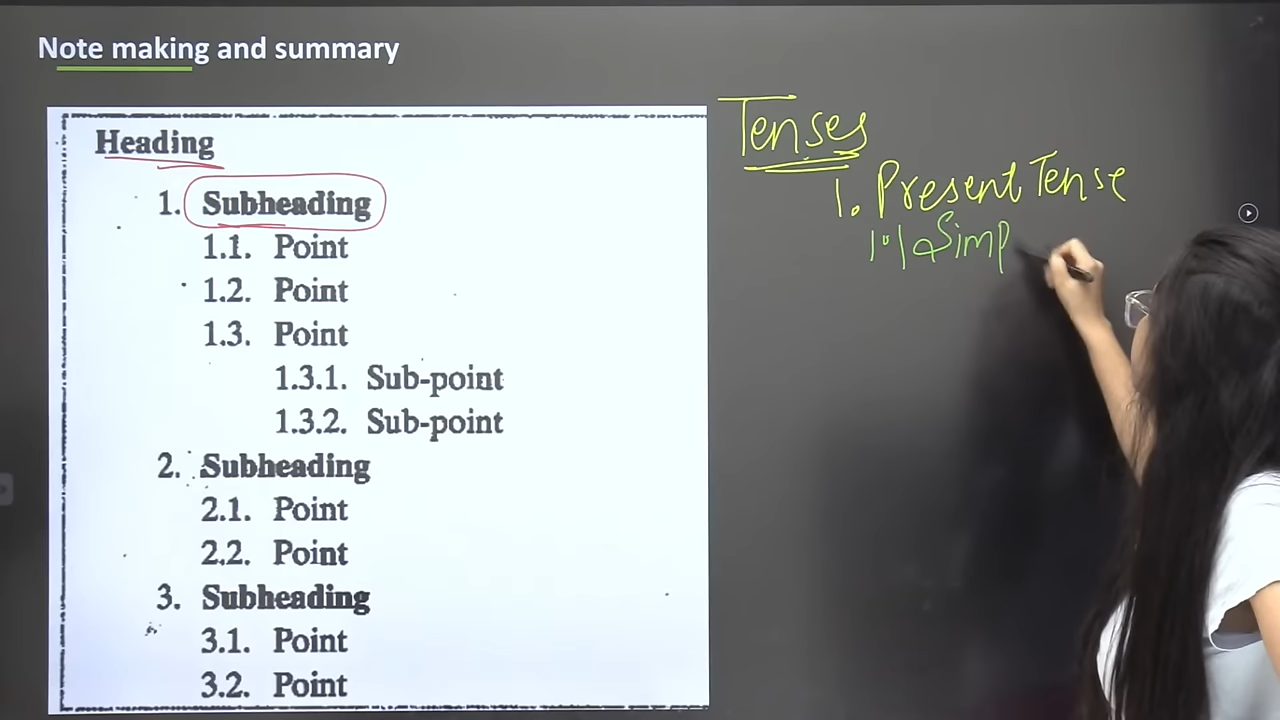 Note making and summary
Heading
1. Subheading
1.1. Point
1.2. Point
1.3. Point
1.3.1. Sub-point
1.3.2. Sub-point
2. Subheading
2.1. Point
2.2. Point
3. Subheading
3.1. Point
3.2. Point
Tenses
1. Present Tense
1.1 Simp